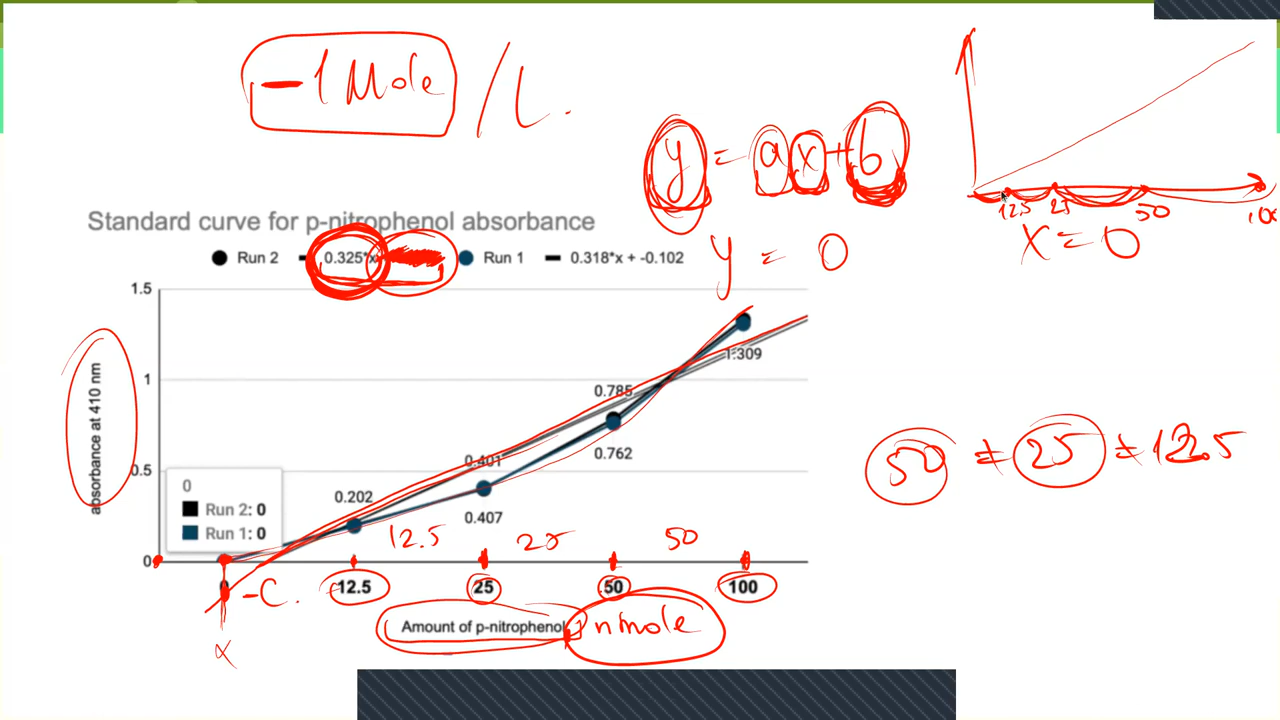 -1 Mole / L.
y = ax + b
12.5 25 50 100
y = 0
x = 0
Standard curve for p-nitrophenol absorbance
Run 2 0.325*x Run 1 0.318*x + -0.102
absorbance at 410 nm
1.5
1
0.5
0
1.309
0.785
0.762
0.401
0.407
0.202
0
Run 2: 0
Run 1: 0
50 ≠ 25 ≠ 12.5
12.5 25 50
-C.
12.5 25 50 100
Amount of p-nitrophenol nmole
x